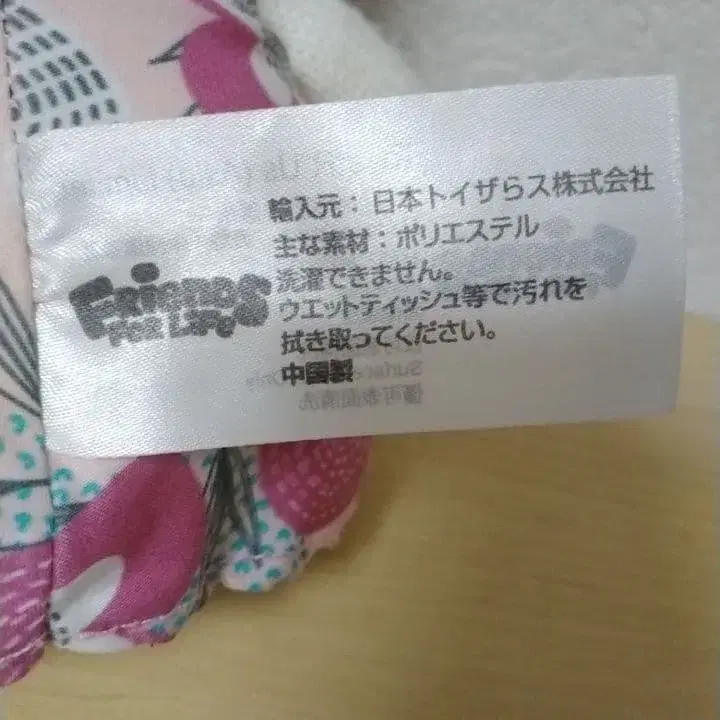 FRIENDS
FOR LIFE
輸入元：日本トイザらス株式会社
主な素材：ポリエステル
洗濯できません。
ウエットティッシュ等で汚れを
拭き取ってください。
中国製